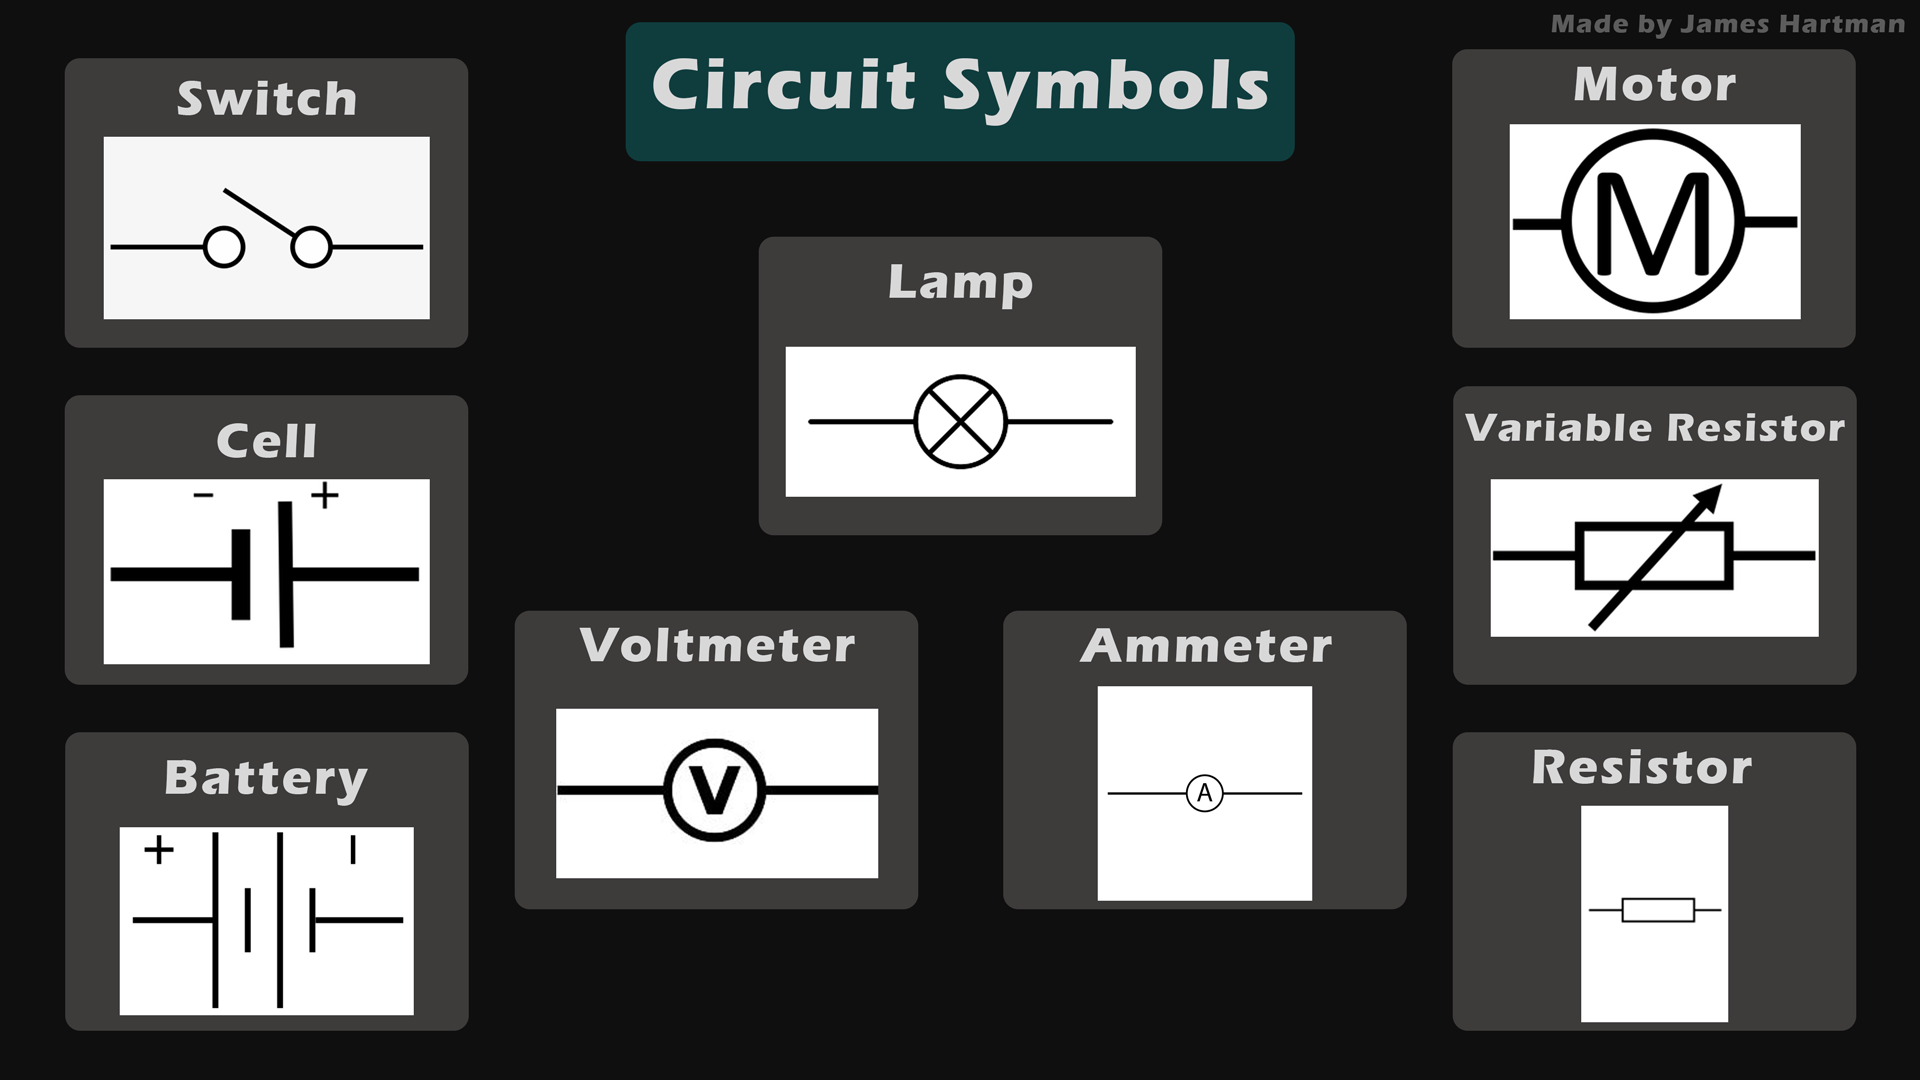 Made by James Hartman
Circuit Symbols
Switch
Motor
M
Lamp
Cell
− +
Variable Resistor
Voltmeter
V
Ammeter
A
Battery
+ −
Resistor